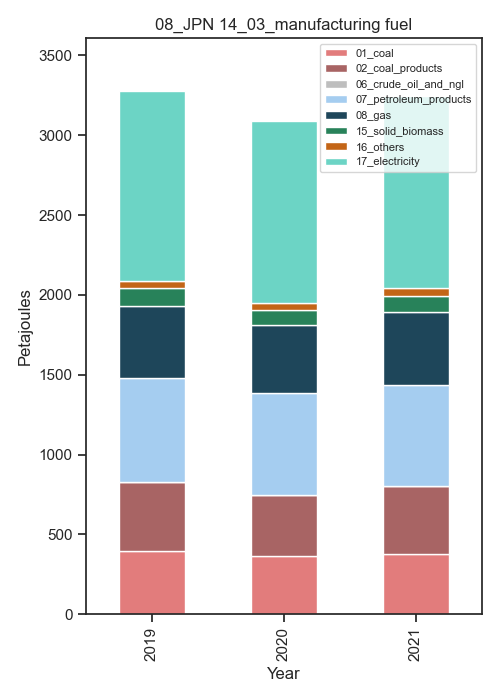 08_JPN 14_03_manufacturing fuel
01_coal
02_coal_products
06_crude_oil_and_ngl
07_petroleum_products
08_gas
15_solid_biomass
16_others
17_electricity
Petajoules
3500
3000
2500
2000
1500
1000
500
0
2019
2020
2021
Year